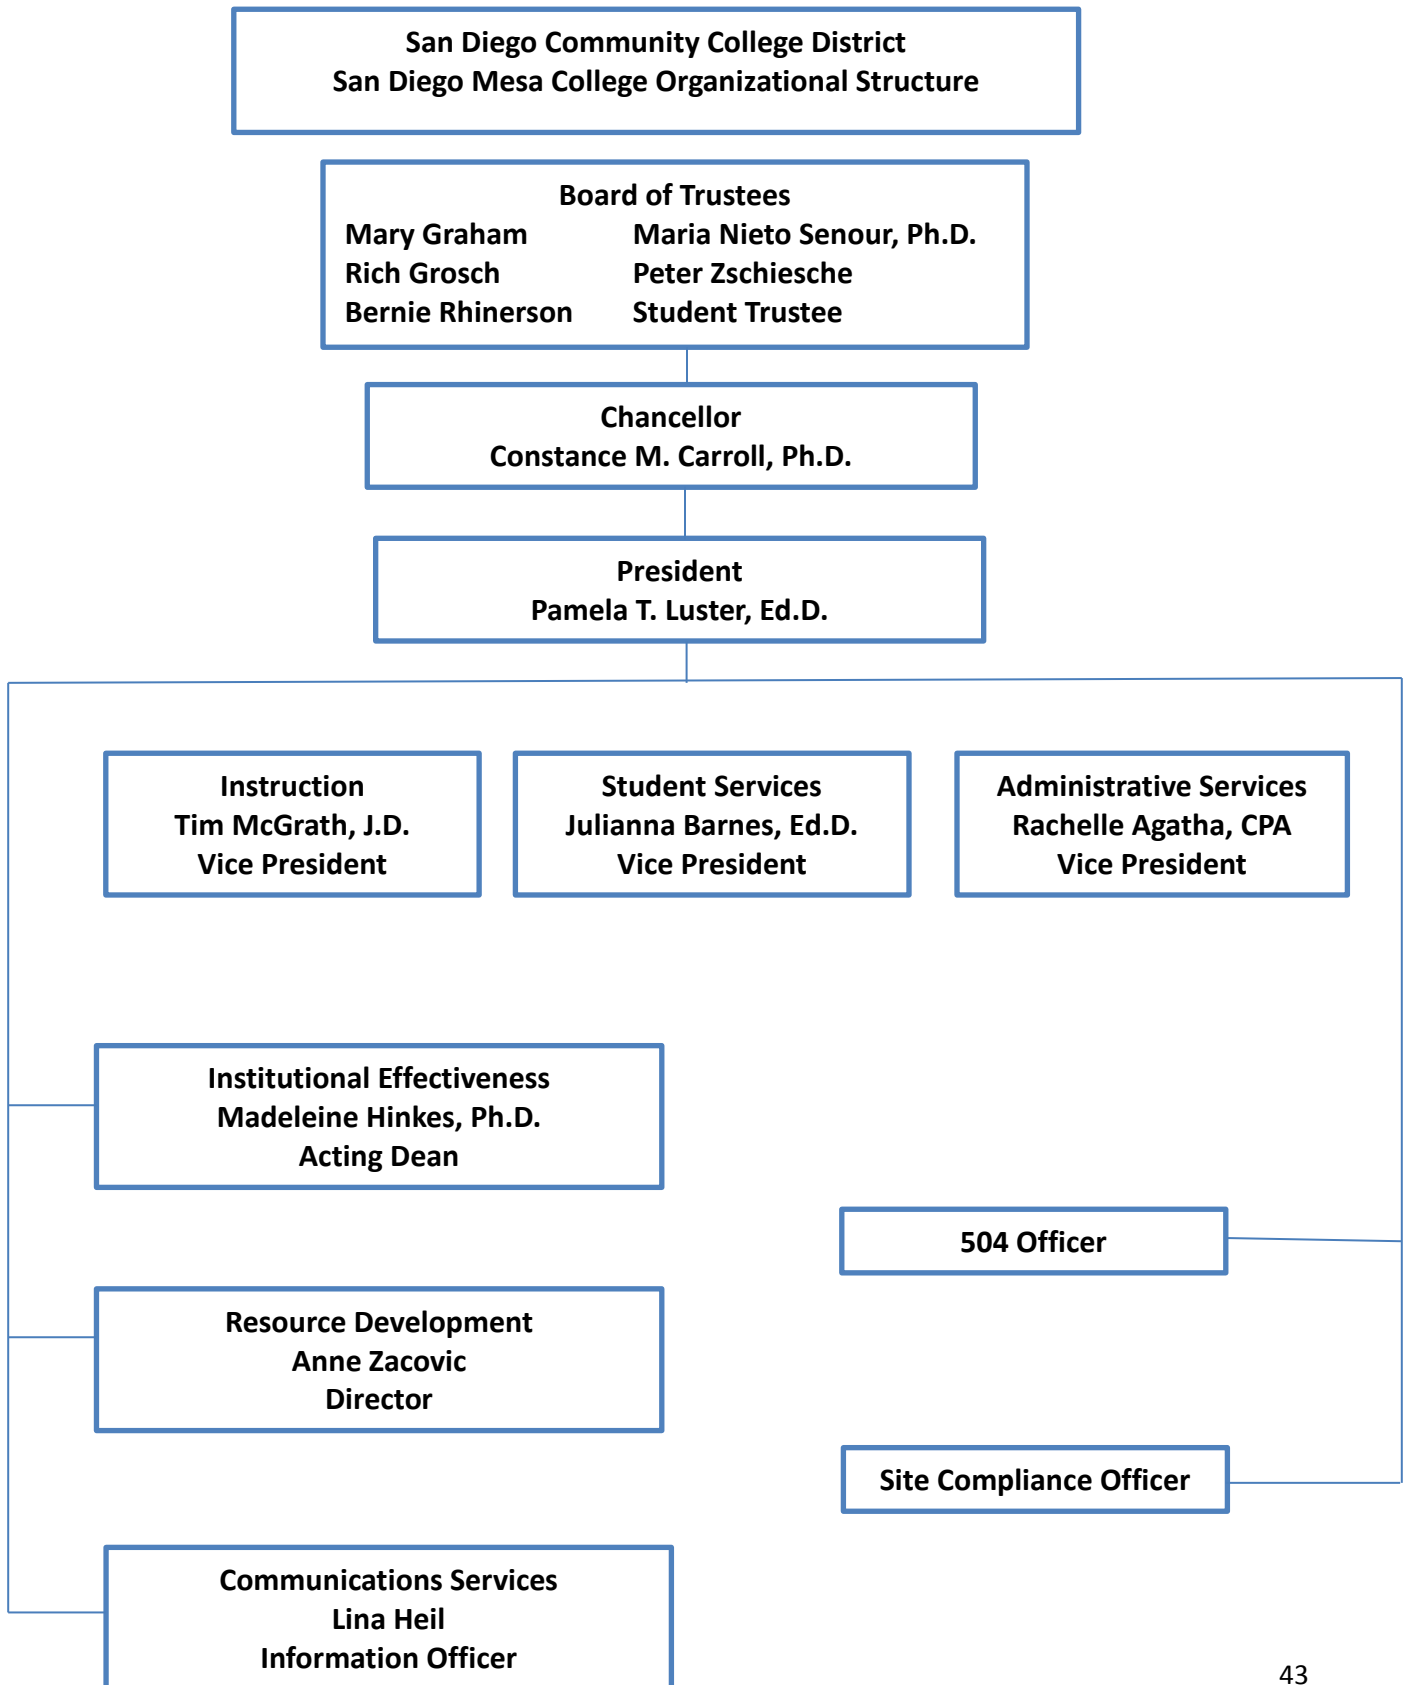 San Diego Community College District
San Diego Mesa College Organizational Structure
Board of Trustees
Mary Graham Maria Nieto Senour, Ph.D.
Rich Grosch Peter Zschiesche
Bernie Rhinerson Student Trustee
Chancellor
Constance M. Carroll, Ph.D.
President
Pamela T. Luster, Ed.D.
Instruction
Tim McGrath, J.D.
Vice President
Student Services
Julianna Barnes, Ed.D.
Vice President
Administrative Services
Rachelle Agatha, CPA
Vice President
Institutional Effectiveness
Madeleine Hinkes, Ph.D.
Acting Dean
504 Officer
Resource Development
Anne Zacovic
Director
Site Compliance Officer
Communications Services
Lina Heil
Information Officer
43